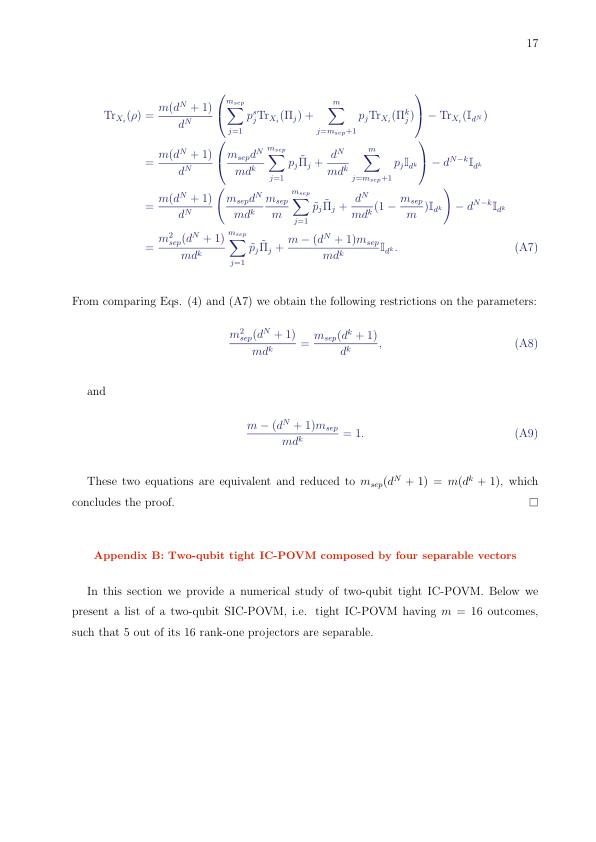 17
\mathrm{Tr}_{X_i}(\rho) = \frac{m(d^N+1)}{d^N} \left( \sum_{j=1}^{m_{sep}} p_j^s \mathrm{Tr}_{X_i}(\Pi_j) + \sum_{j=m_{sep}+1}^{m} p_j \mathrm{Tr}_{X_i}(\Pi_j^k) \right) - \mathrm{Tr}_{X_i}(\mathbb{I}_{d^N})
= \frac{m(d^N+1)}{d^N} \left( \frac{m_{sep}d^N}{md^k} \sum_{j=1}^{m_{sep}} p_j \tilde{\Pi}_j + \frac{d^N}{md^k} \sum_{j=m_{sep}+1}^{m} p_j \mathbb{I}_{d^k} \right) - d^{N-k} \mathbb{I}_{d^k}
= \frac{m(d^N+1)}{d^N} \left( \frac{m_{sep}d^N}{md^k} \frac{m_{sep}}{m} \sum_{j=1}^{m_{sep}} \tilde{p}_j \tilde{\Pi}_j + \frac{d^N}{md^k} (1 - \frac{m_{sep}}{m}) \mathbb{I}_{d^k} \right) - d^{N-k} \mathbb{I}_{d^k}
= \frac{m_{sep}^2(d^N+1)}{md^k} \sum_{j=1}^{m_{sep}} \tilde{p}_j \tilde{\Pi}_j + \frac{m-(d^N+1)m_{sep}}{md^k} \mathbb{I}_{d^k}. (A7)
From comparing Eqs. (4) and (A7) we obtain the following restrictions on the parameters:
\frac{m_{sep}^2(d^N+1)}{md^k} = \frac{m_{sep}(d^k+1)}{d^k}, (A8)
and
\frac{m-(d^N+1)m_{sep}}{md^k} = 1. (A9)
These two equations are equivalent and reduced to m_{sep}(d^N + 1) = m(d^k + 1), which
concludes the proof. □
Appendix B: Two-qubit tight IC-POVM composed by four separable vectors
In this section we provide a numerical study of two-qubit tight IC-POVM. Below we
present a list of a two-qubit SIC-POVM, i.e. tight IC-POVM having m = 16 outcomes,
such that 5 out of its 16 rank-one projectors are separable.